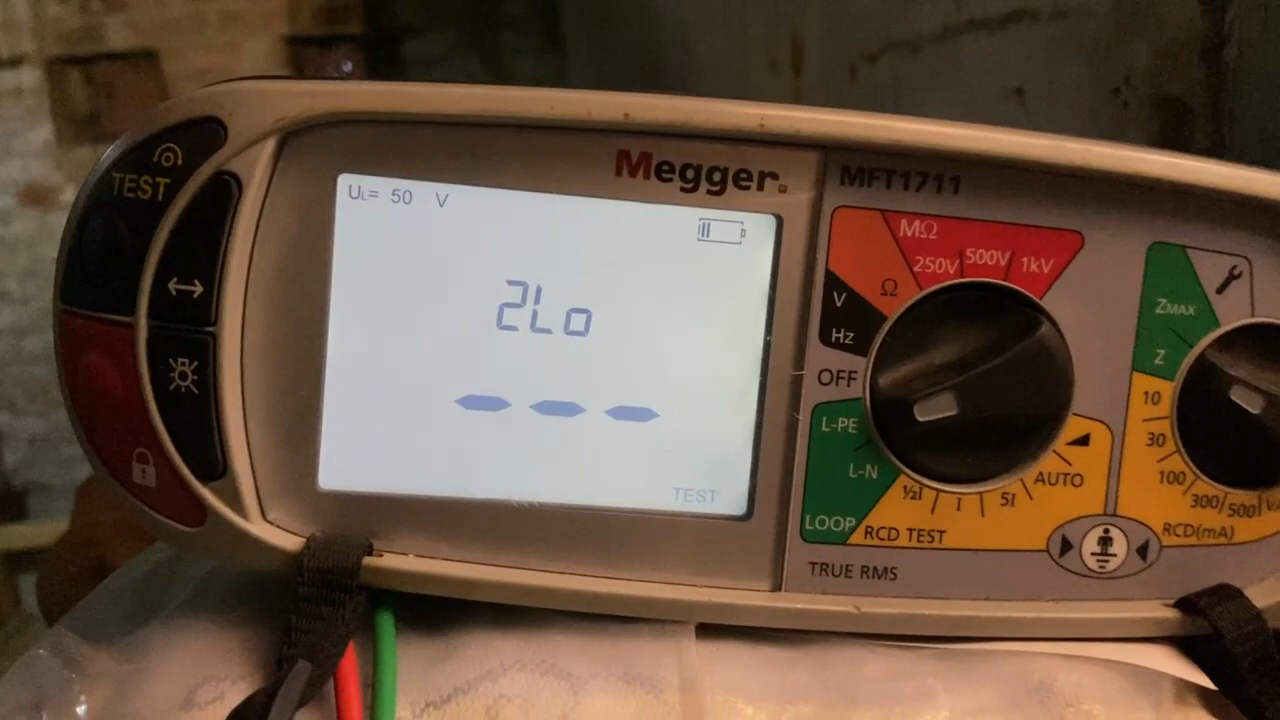 TEST
Megger.
UL= 50 V
2Lo
TEST
MFT1711
MΩ
250V 500V 1kV
Ω
V
Hz
OFF
L-PE
L-N
LOOP
½I I 5I AUTO
RCD TEST
TRUE RMS
ZMAX
Z
10
30
100
300/500
RCD(mA)